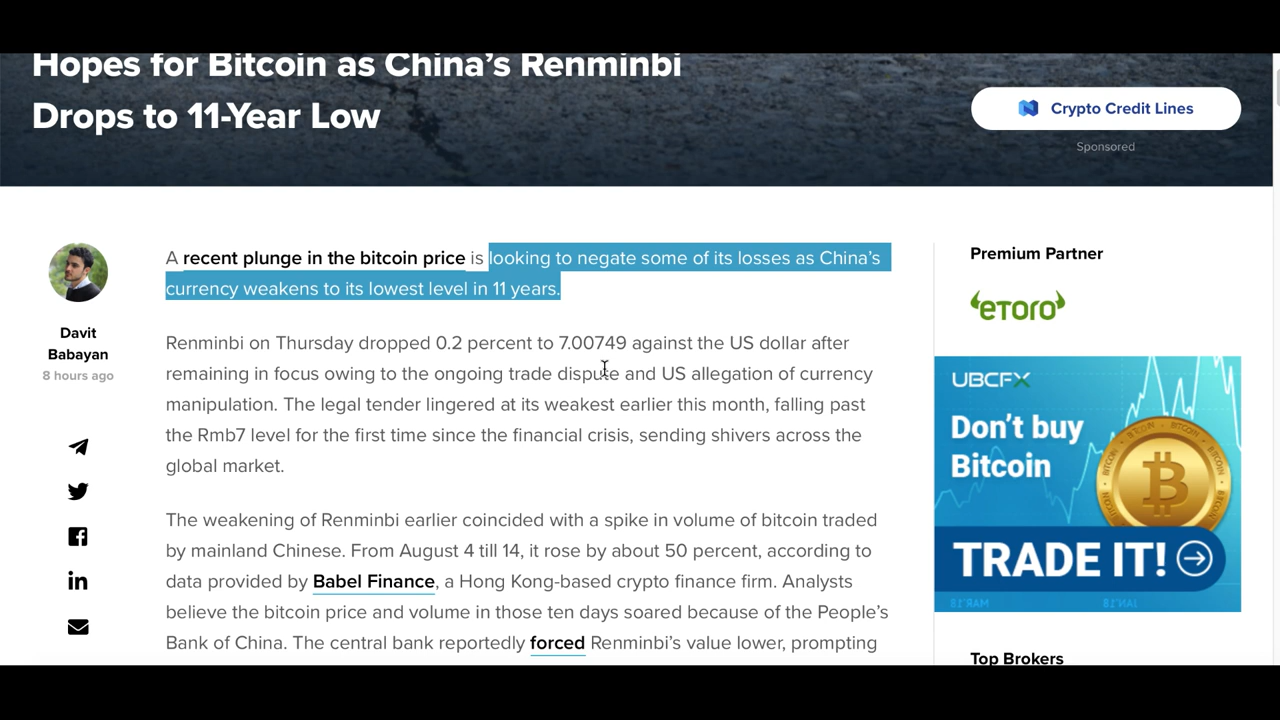 Hopes for Bitcoin as China's Renminbi
Drops to 11-Year Low
Crypto Credit Lines
Sponsored
Davit
Babayan
8 hours ago
A recent plunge in the bitcoin price is looking to negate some of its losses as China's
currency weakens to its lowest level in 11 years.
Renminbi on Thursday dropped 0.2 percent to 7.00749 against the US dollar after
remaining in focus owing to the ongoing trade dispute and US allegation of currency
manipulation. The legal tender lingered at its weakest earlier this month, falling past
the Rmb7 level for the first time since the financial crisis, sending shivers across the
global market.
The weakening of Renminbi earlier coincided with a spike in volume of bitcoin traded
by mainland Chinese. From August 4 till 14, it rose by about 50 percent, according to
data provided by Babel Finance, a Hong Kong-based crypto finance firm. Analysts
believe the bitcoin price and volume in those ten days soared because of the People's
Bank of China. The central bank reportedly forced Renminbi's value lower, prompting
Premium Partner
eToro
UBCFX
Don't buy
Bitcoin
TRADE IT!
Top Brokers